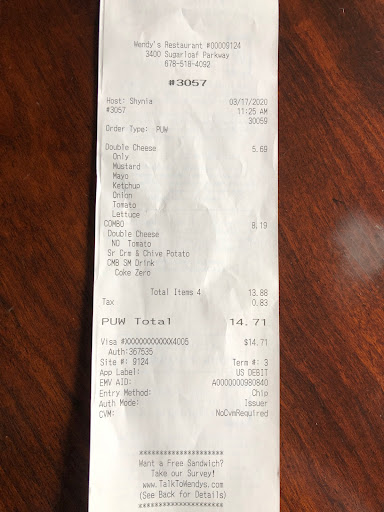 Wendy's Restaurant #00009124
3400 Sugarloaf Parkway
678-518-4092
#3057
Host: Shynia 03/17/2020
#3057 11:25 AM
30059
Order Type: PUW
Double Cheese 5.69
Only
Mustard
Mayo
Ketchup
Onion
Tomato
Lettuce
COMBO 8.19
Double Cheese
NO Tomato
Sr Crm & Chive Potato
CMB SM Drink
Coke Zero
Total Items 4 13.88
Tax 0.83
PUW Total 14.71
Visa #XXXXXXXXXXXX4005 $14.71
Auth:367535
Site #: 9124 Term #: 3
App Label: US DEBIT
EMV AID: A0000000980840
Entry Method: Chip
Auth Mode: Issuer
CVM: NoCvmRequired
*********************
Want a Free Sandwich?
Take our Survey!
www.TalkToWendys.com
(See Back for Details)
*********************